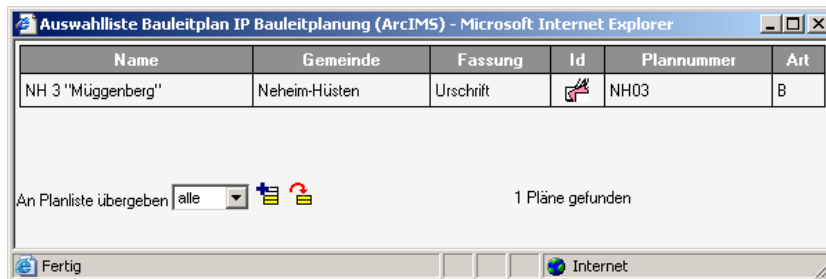 Auswahlliste Bauleitplan IP Bauleitplanung (ArcIMS) - Microsoft Internet Explorer
Name Gemeinde Fassung Id Plannummer Art
NH 3 "Müggenberg" Neheim-Hüsten Urschrift NH03 B
An Planliste übergeben alle 1 Pläne gefunden
Fertig Internet